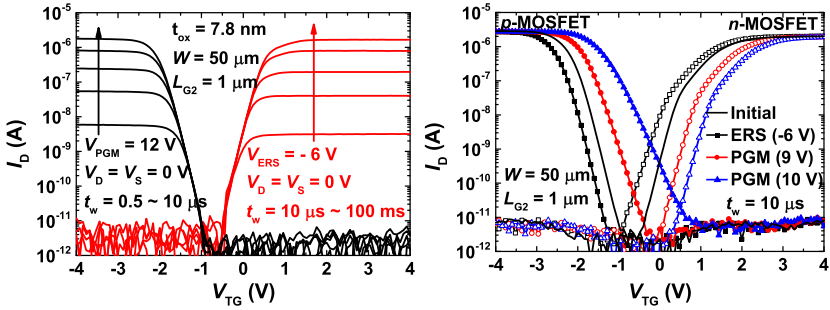 10⁻⁵
10⁻⁶
10⁻⁷
10⁻⁸
10⁻⁹
10⁻¹⁰
10⁻¹¹
10⁻¹²
I_D (A)
t_ox = 7.8 nm
W = 50 μm
L_G2 = 1 μm
V_PGM = 12 V
V_D = V_S = 0 V
t_w = 0.5 ~ 10 μs
V_ERS = - 6 V
V_D = V_S = 0 V
t_w = 10 μs ~ 100 ms
-4 -3 -2 -1 0 1 2 3 4
V_TG (V)
p-MOSFET n-MOSFET
10⁻⁵
10⁻⁶
10⁻⁷
10⁻⁸
10⁻⁹
10⁻¹⁰
10⁻¹¹
10⁻¹²
I_D (A)
Initial
ERS (-6 V)
PGM (9 V)
PGM (10 V)
W = 50 μm
L_G2 = 1 μm
t_w = 10 μs
-4 -3 -2 -1 0 1 2 3 4
V_TG (V)